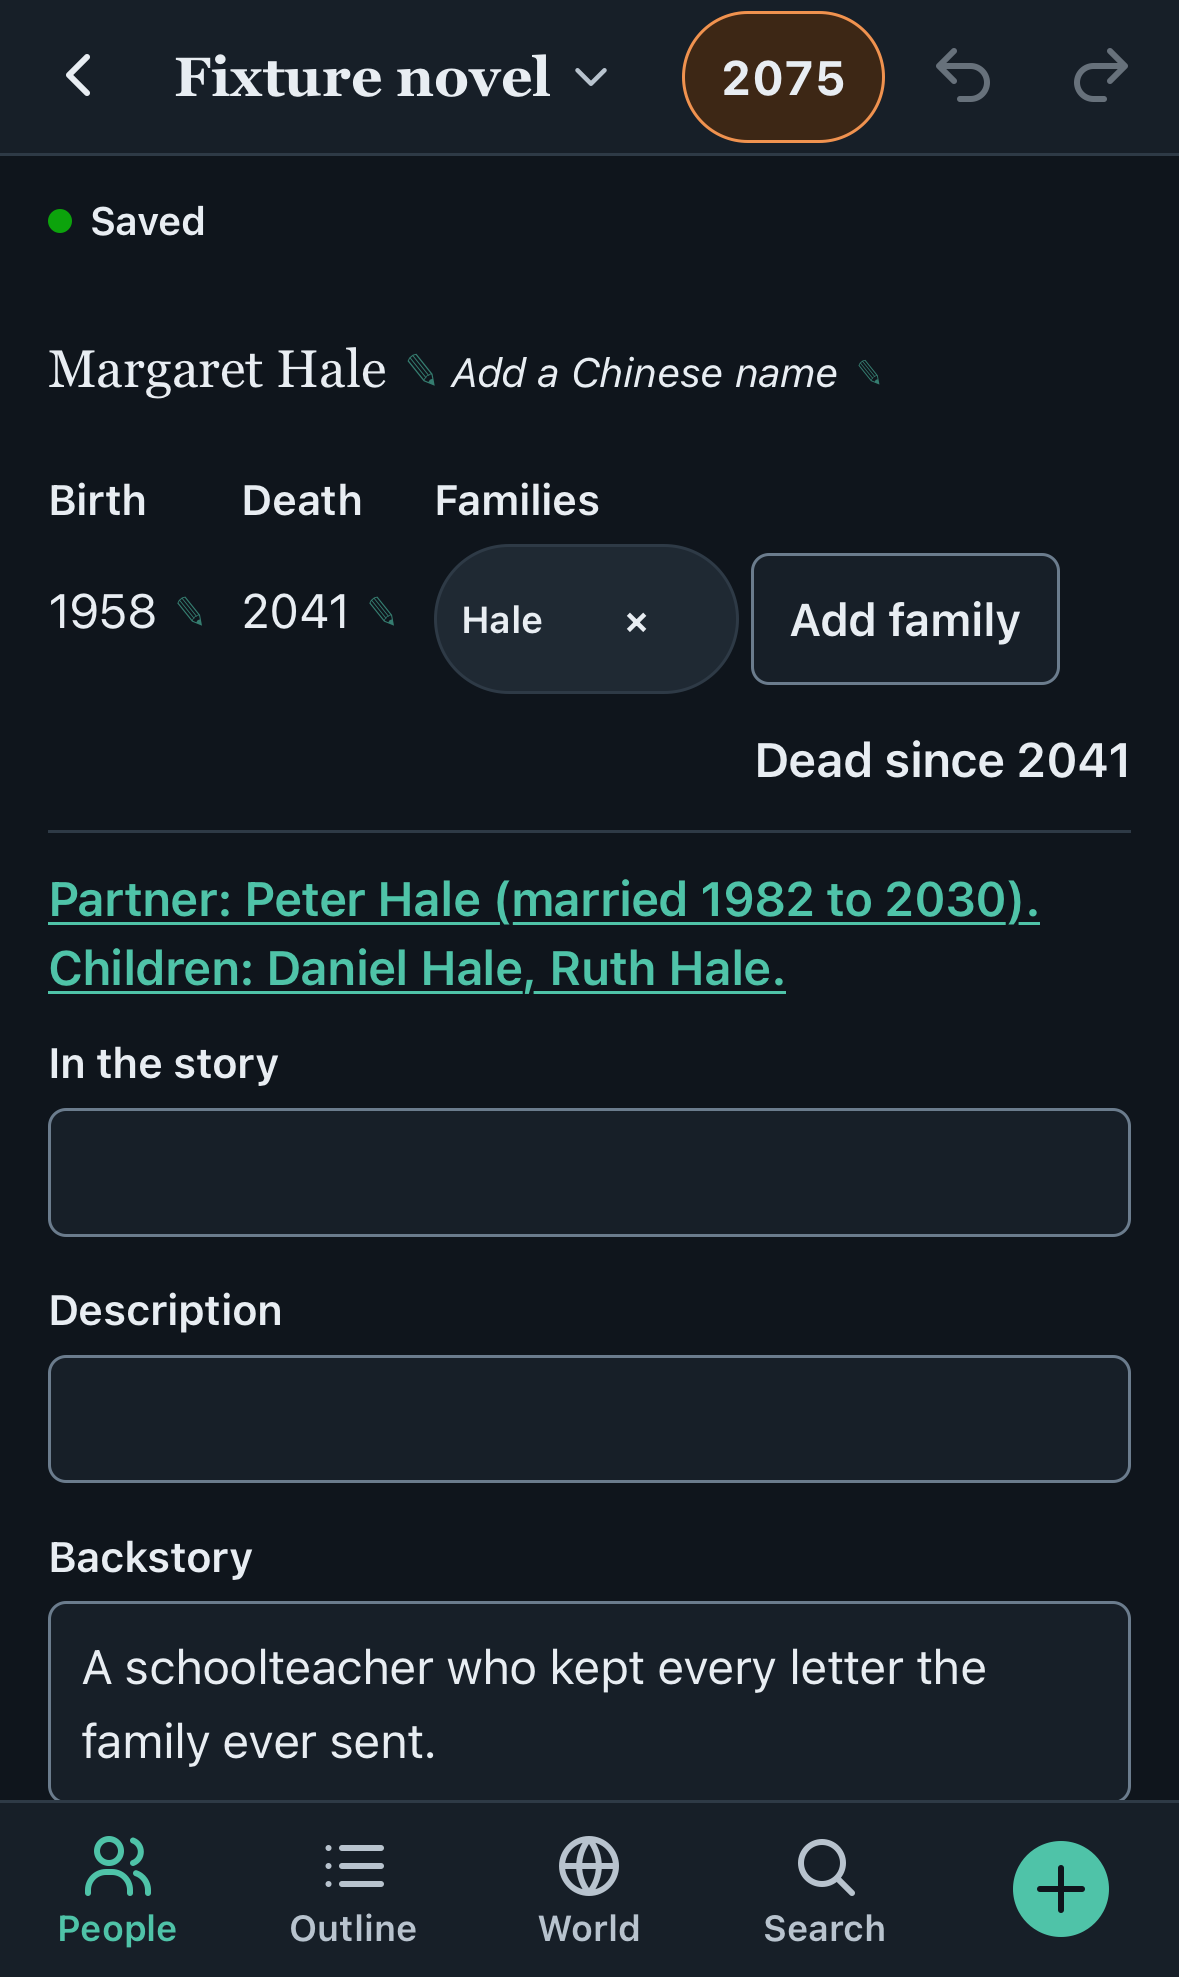 Fixture novel
2075
Saved
Margaret Hale Add a Chinese name
Birth Death Families
1958 2041 Hale × Add family
Dead since 2041
Partner: Peter Hale (married 1982 to 2030).
Children: Daniel Hale, Ruth Hale.
In the story
Description
Backstory
A schoolteacher who kept every letter the
family ever sent.
People Outline World Search